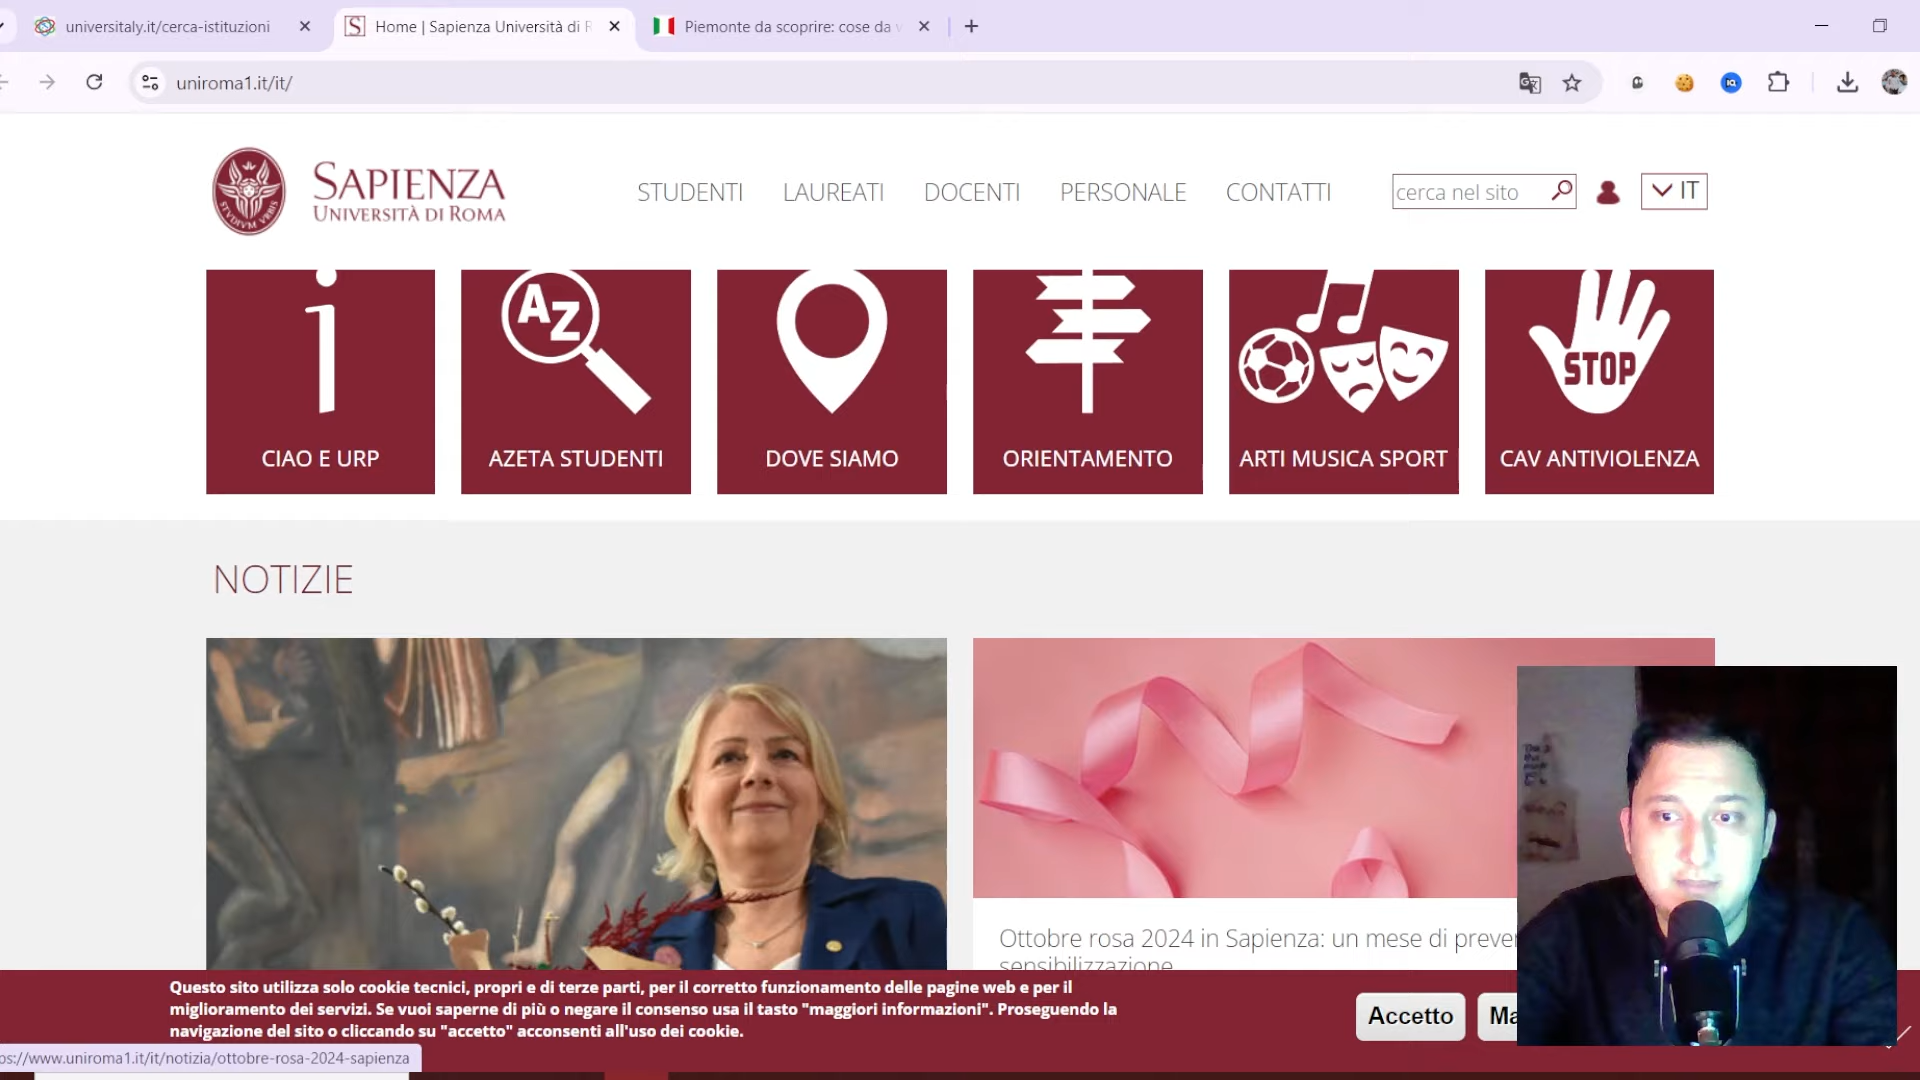 universitaly.it/cerca-istituzioni
Home | Sapienza Università di R
Piemonte da scoprire: cose da v
uniroma1.it/it/
SAPIENZA
UNIVERSITÀ DI ROMA
STUDENTI
LAUREATI
DOCENTI
PERSONALE
CONTATTI
cerca nel sito
IT
AZ
STOP
CIAO E URP
AZETA STUDENTI
DOVE SIAMO
ORIENTAMENTO
ARTI MUSICA SPORT
CAV ANTIVIOLENZA
NOTIZIE
Ottobre rosa 2024 in Sapienza: un mese di preve
sensibilizzazione
Questo sito utilizza solo cookie tecnici, propri e di terze parti, per il corretto funzionamento delle pagine web e per il
miglioramento dei servizi. Se vuoi saperne di più o negare il consenso usa il tasto "maggiori informazioni". Proseguendo la
navigazione del sito o cliccando su "accetto" acconsenti all'uso dei cookie.
Accetto
Ma
ps://www.uniroma1.it/it/notizia/ottobre-rosa-2024-sapienza